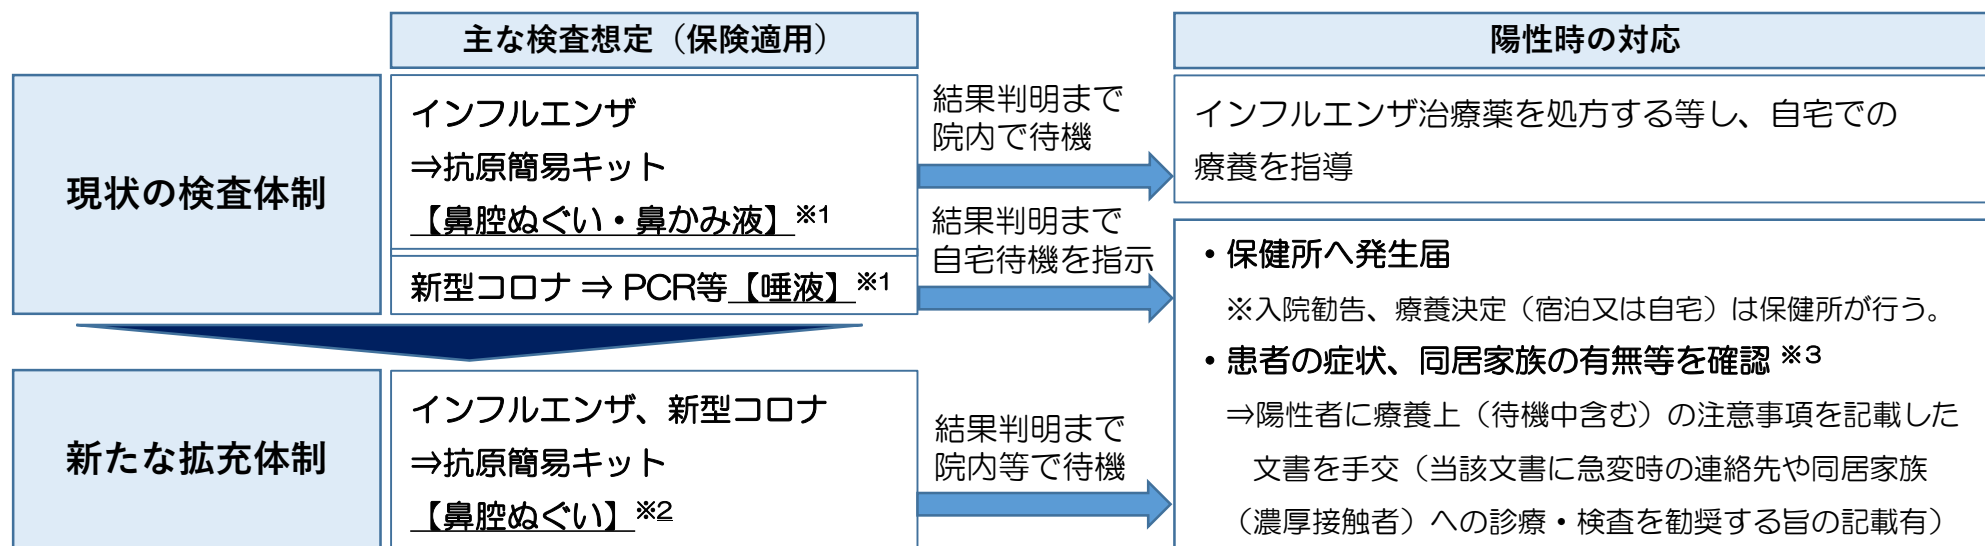 主な検査想定（保険適用）
陽性時の対応
現状の検査体制
インフルエンザ
⇒抗原簡易キット
【鼻腔ぬぐい・鼻かみ液】※1
新型コロナ ⇒ PCR等【唾液】※1
結果判明まで
院内で待機
結果判明まで
自宅待機を指示
インフルエンザ治療薬を処方する等し、自宅での
療養を指導
新たな拡充体制
インフルエンザ、新型コロナ
⇒抗原簡易キット
【鼻腔ぬぐい】※2
結果判明まで
院内等で待機
・保健所へ発生届
※入院勧告、療養決定（宿泊又は自宅）は保健所が行う。
・患者の症状、同居家族の有無等を確認 ※3
⇒陽性者に療養上（待機中含む）の注意事項を記載した
文書を手交（当該文書に急変時の連絡先や同居家族
（濃厚接触者）への診療・検査を勧奨する旨の記載有）